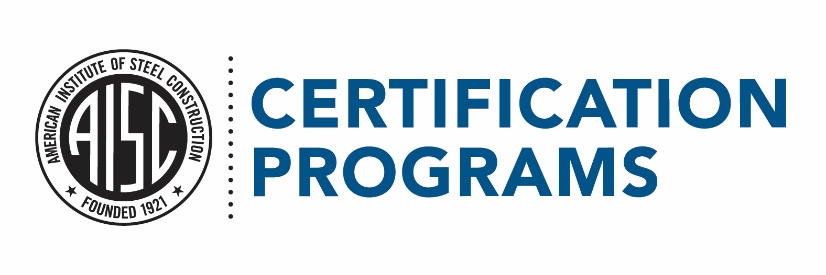 AMERICAN INSTITUTE OF STEEL CONSTRUCTION
AISC
FOUNDED 1921
CERTIFICATION
PROGRAMS